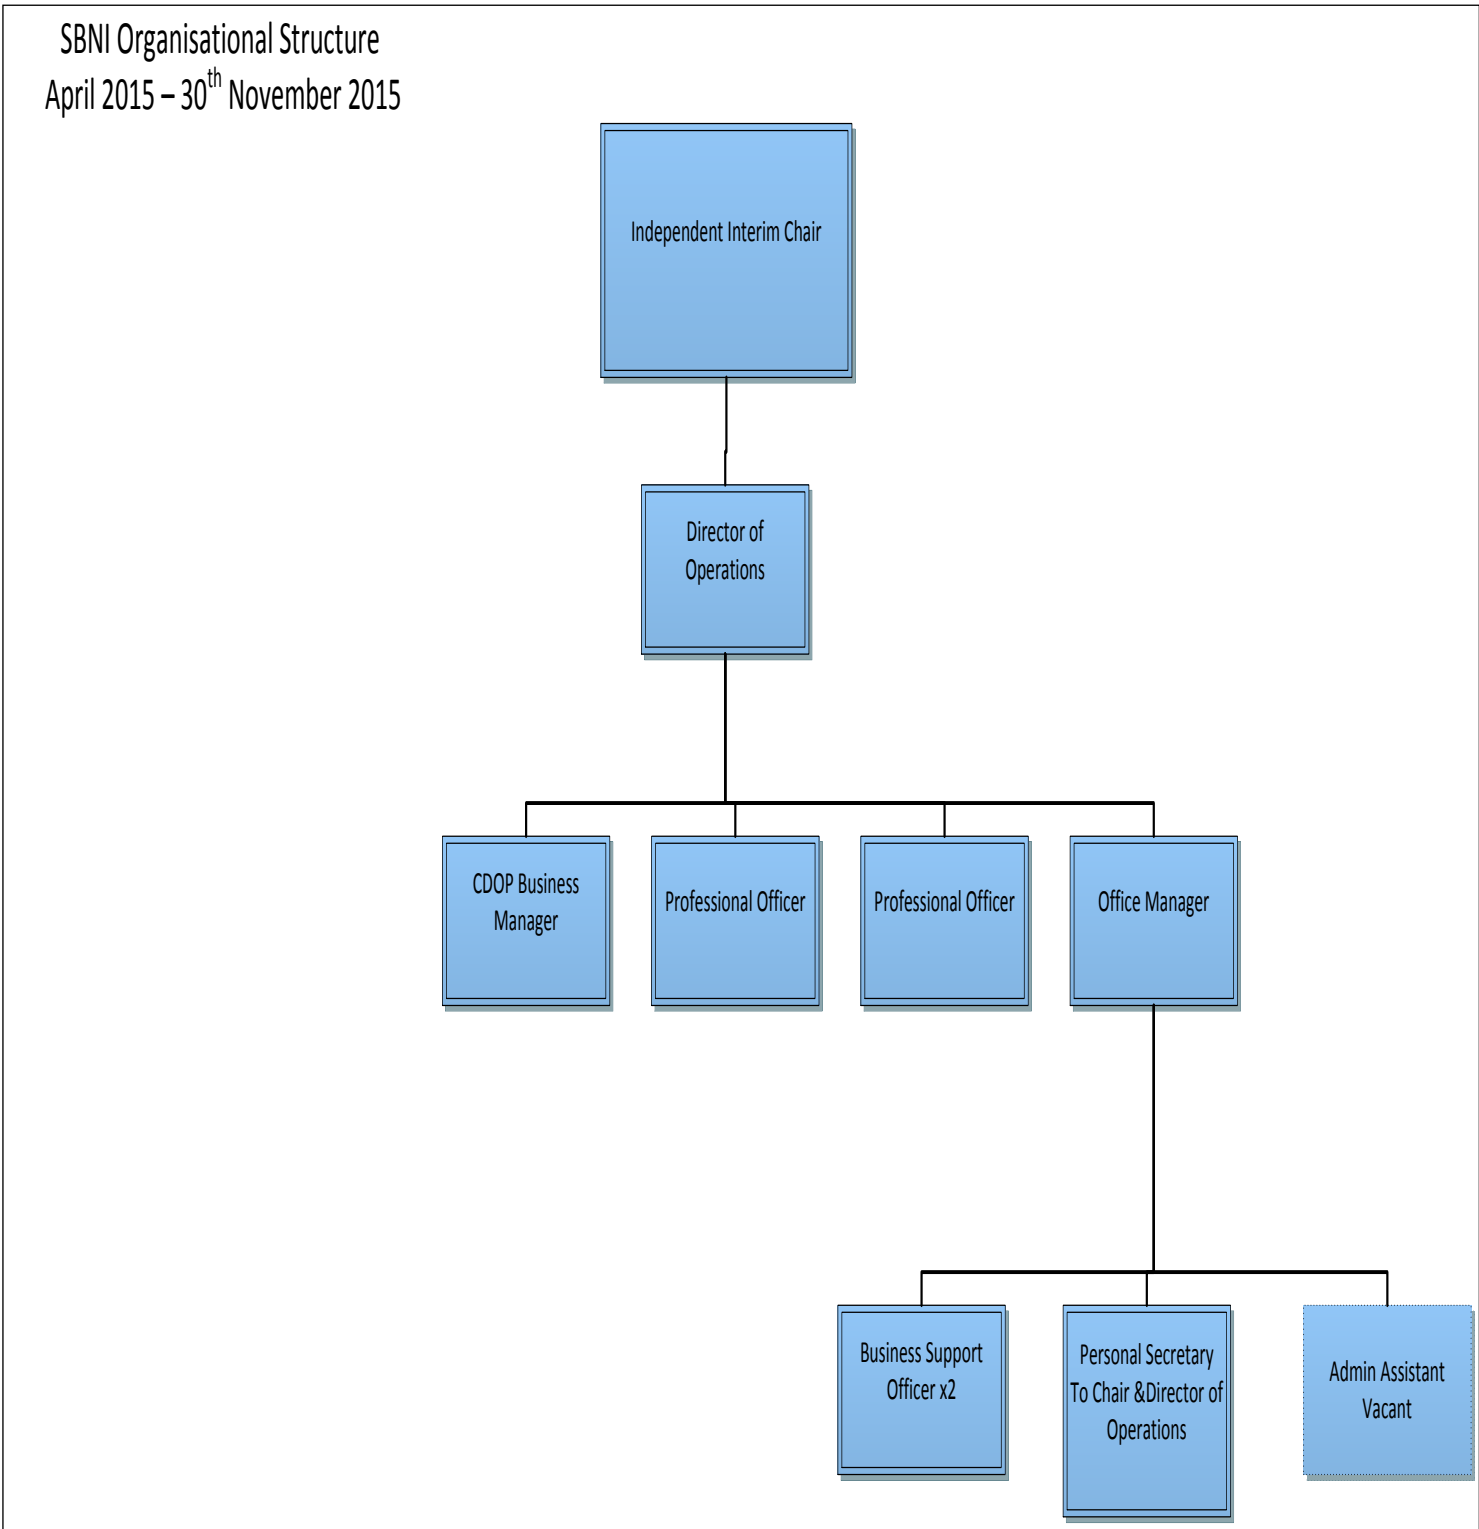 SBNI Organisational Structure
April 2015 – 30th November 2015
Independent Interim Chair
Director of
Operations
CDOP Business
Manager
Professional Officer
Professional Officer
Office Manager
Business Support
Officer x2
Personal Secretary
To Chair &Director of
Operations
Admin Assistant
Vacant